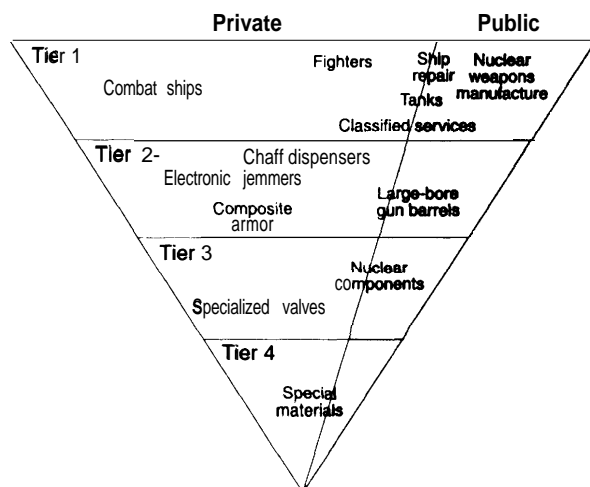 Private
Public
Tier 1
Fighters
Ship
repair
Nuclear
weapons
manufacture
Combat ships
Tanks
Classified services
Tier 2-
Chaff dispensers
Electronic jemmers
Composite
armor
Large-bore
gun barrels
Tier 3
Nuclear
components
Specialized valves
Tier 4
Special
materials